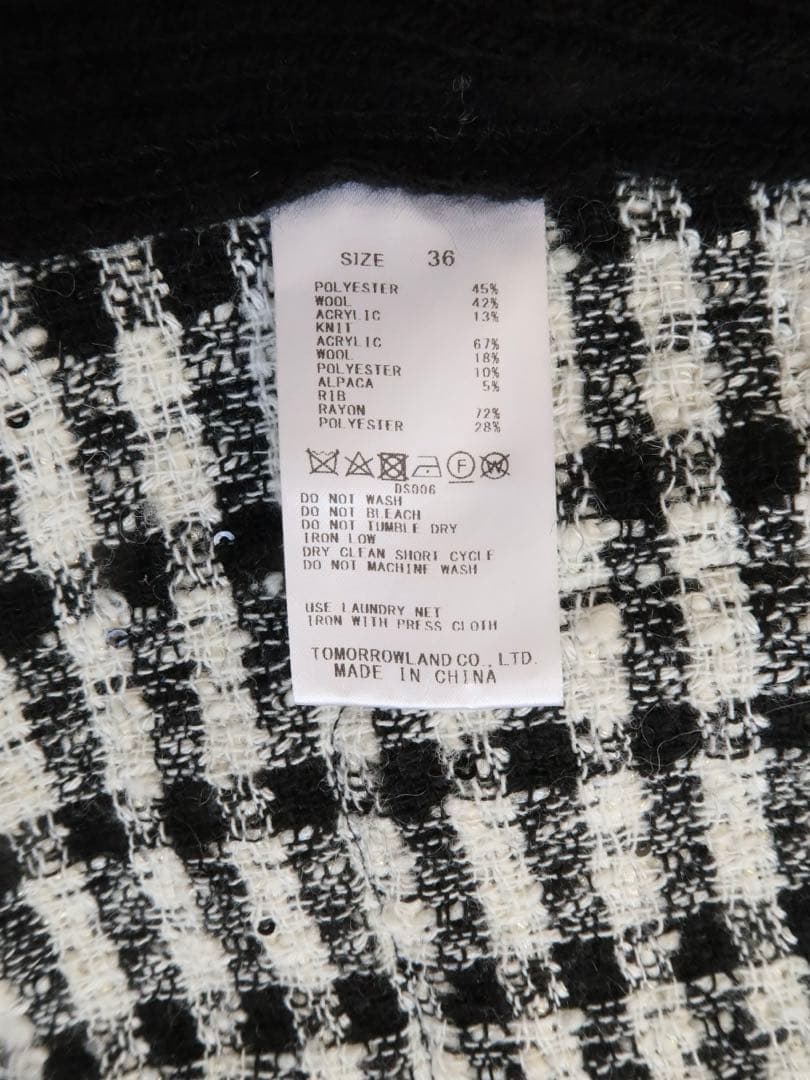 SIZE 36
POLYESTER 45%
WOOL 42%
ACRYLIC 13%
KNIT
ACRYLIC 67%
WOOL 18%
POLYESTER 10%
ALPACA 5%
RIB
RAYON 72%
POLYESTER 28%
F W
DS006
DO NOT WASH
DO NOT BLEACH
DO NOT TUMBLE DRY
IRON LOW
DRY CLEAN SHORT CYCLE
DO NOT MACHINE WASH
USE LAUNDRY NET
IRON WITH PRESS CLOTH
TOMORROWLAND CO., LTD.
MADE IN CHINA